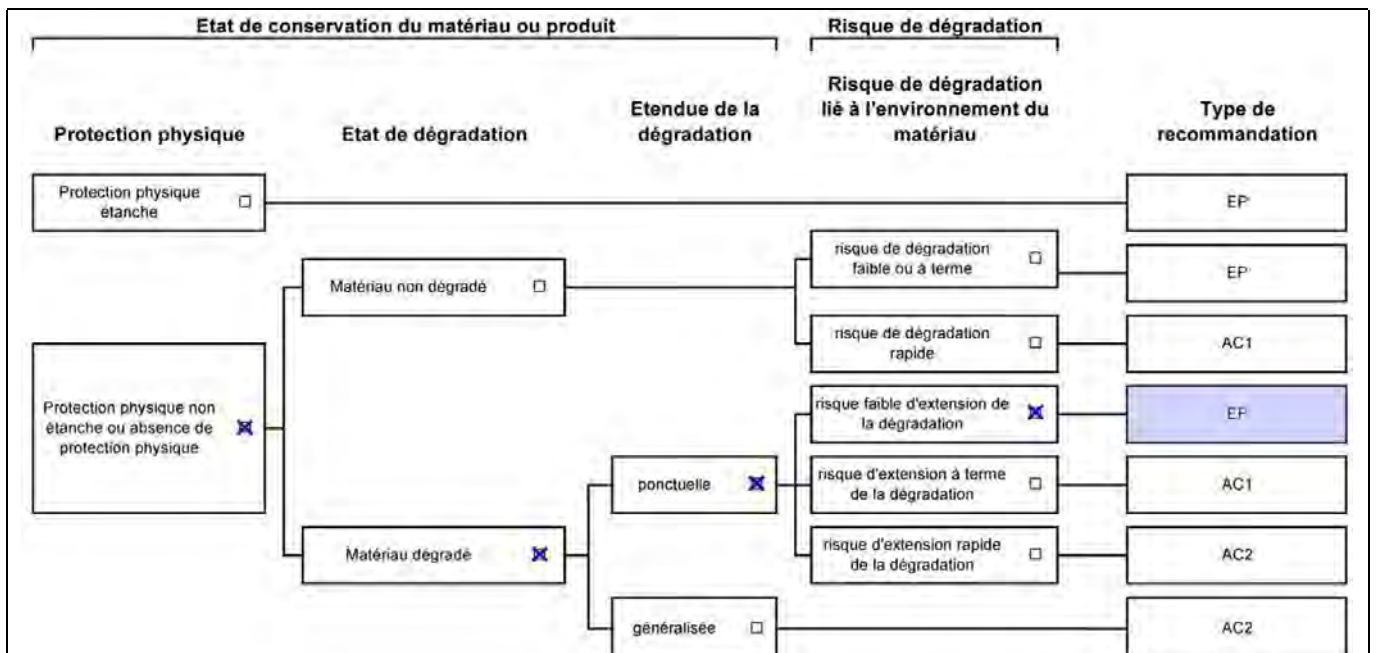 Etat de conservation du matériau ou produit
Risque de dégradation
Protection physique
Etat de dégradation
Etendue de la
dégradation
Risque de dégradation
lié à l'environnement du
matériau
Type de
recommandation
Protection physique
étanche
EP
Matériau non dégradé
risque de dégradation
faible ou à terme
EP
risque de dégradation
rapide
AC1
Protection physique non
étanche ou absence de
protection physique
risque faible d'extension de
la dégradation
EP
ponctuelle
risque d'extension à terme
de la dégradation
AC1
Matériau dégradé
risque d'extension rapide
de la dégradation
AC2
généralisée
AC2